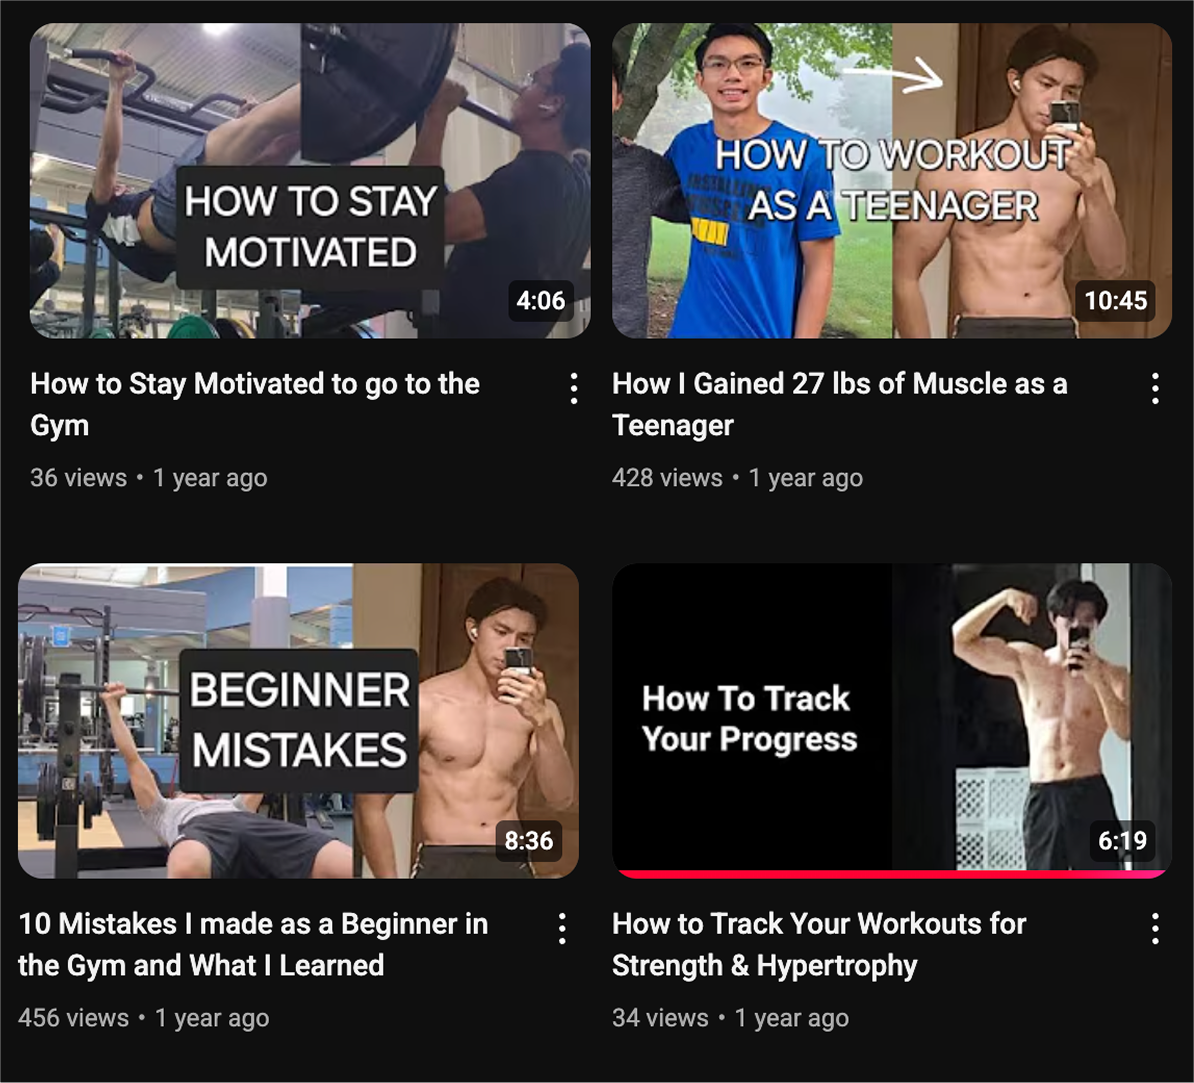 HOW TO STAY
MOTIVATED
4:06
How to Stay Motivated to go to the
Gym
36 views • 1 year ago
HOW TO WORKOUT
AS A TEENAGER
10:45
How I Gained 27 lbs of Muscle as a
Teenager
428 views • 1 year ago
BEGINNER
MISTAKES
8:36
10 Mistakes I made as a Beginner in
the Gym and What I Learned
456 views • 1 year ago
How To Track
Your Progress
6:19
How to Track Your Workouts for
Strength & Hypertrophy
34 views • 1 year ago